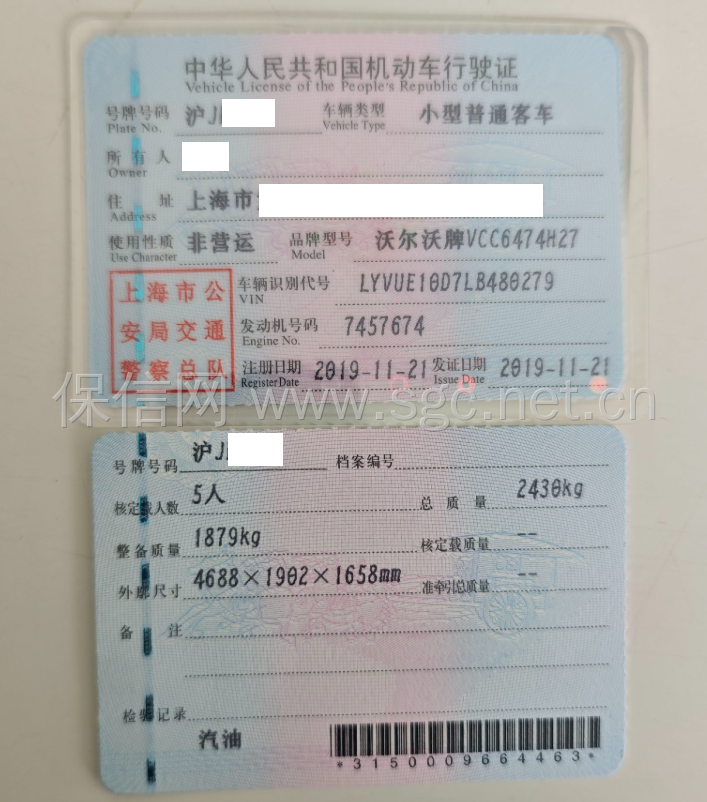 中华人民共和国机动车行驶证
Vehicle License of the People's Republic of China
号牌号码 沪J 车辆类型 小型普通客车
Plate No. Vehicle Type
所有人
Owner
住址 上海市
Address
使用性质 非营运 品牌型号 沃尔沃牌VCC6474H27
Use Character Model
上海市公 车辆识别代号 LYVUE10D7LB480279
VIN
安局交通 发动机号码 7457674
Engine No.
警察总队 注册日期 2019-11-21 发证日期 2019-11-21
Register Date Issue Date
保信网 www.sgc.net.cn
号牌号码 沪J 档案编号
核定载人数 5人 总质量 2430kg
整备质量 1879kg 核定载质量 --
外廓尺寸 4688×1902×1658mm 准牵引总质量 --
备注
检验记录
汽油
*3150009664463*